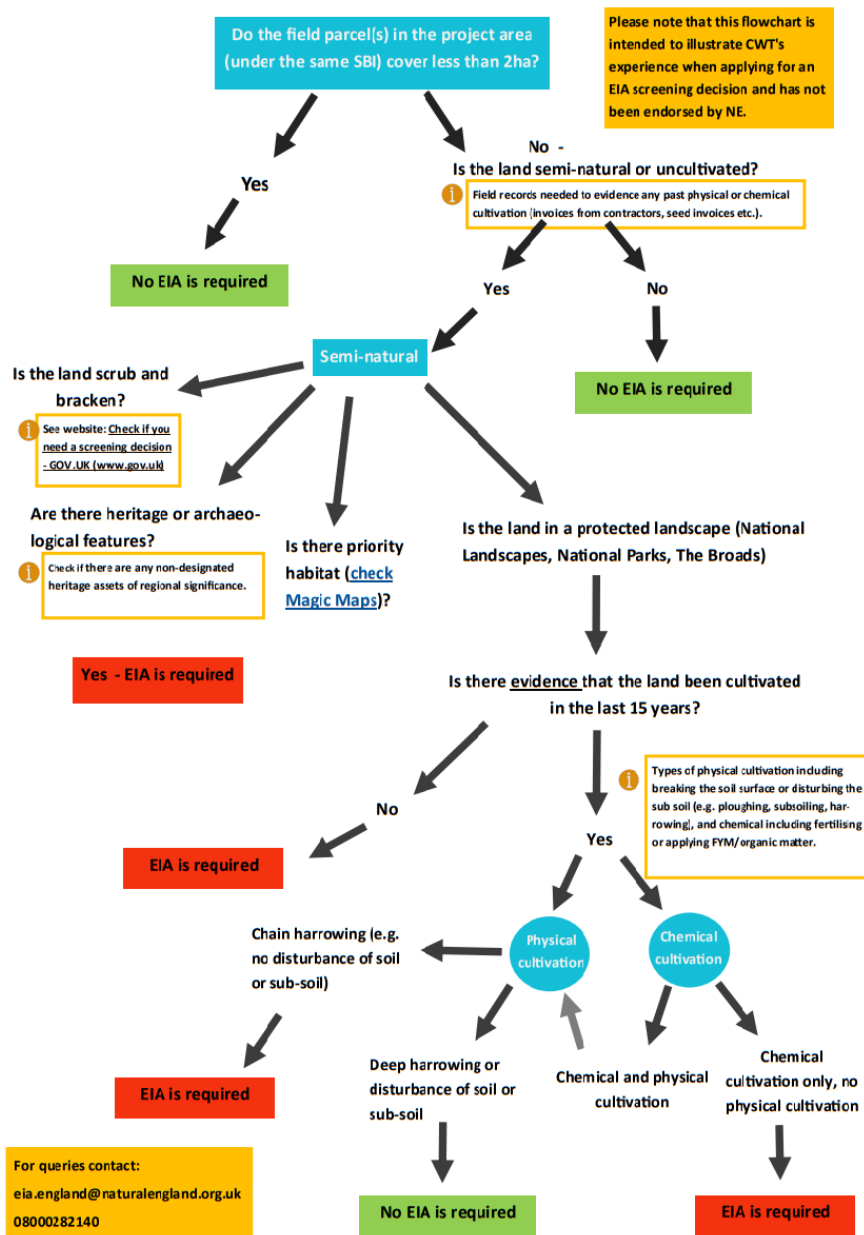 Do the field parcel(s) in the project area
(under the same SBI) cover less than 2ha?
Please note that this flowchart is
intended to illustrate CWT's
experience when applying for an
EIA screening decision and has not
been endorsed by NE.
No -
Is the land semi-natural or uncultivated?
Field records needed to evidence any past physical or chemical
cultivation (invoices from contractors, seed invoices etc.).
Yes
No EIA is required
Yes
No
Semi-natural
No EIA is required
Is the land scrub and
bracken?
See website: Check if you
need a screening decision
- GOV.UK (www.gov.uk)
Are there heritage or archaeo-
logical features?
Check if there are any non-designated
heritage assets of regional significance.
Is there priority
habitat (check
Magic Maps)?
Is the land in a protected landscape (National
Landscapes, National Parks, The Broads)
Yes - EIA is required
Is there evidence that the land been cultivated
in the last 15 years?
Types of physical cultivation including
breaking the soil surface or disturbing the
sub soil (e.g. ploughing, subsoiling, har-
rowing), and chemical including fertilising
or applying FYM/organic matter.
No
Yes
EIA is required
Chain harrowing (e.g.
no disturbance of soil
or sub-soil)
Physical
cultivation
Chemical
cultivation
EIA is required
Deep harrowing or
disturbance of soil or
sub-soil
Chemical and physical
cultivation
Chemical
cultivation only, no
physical cultivation
For queries contact:
eia.england@naturalengland.org.uk
08000282140
No EIA is required
EIA is required